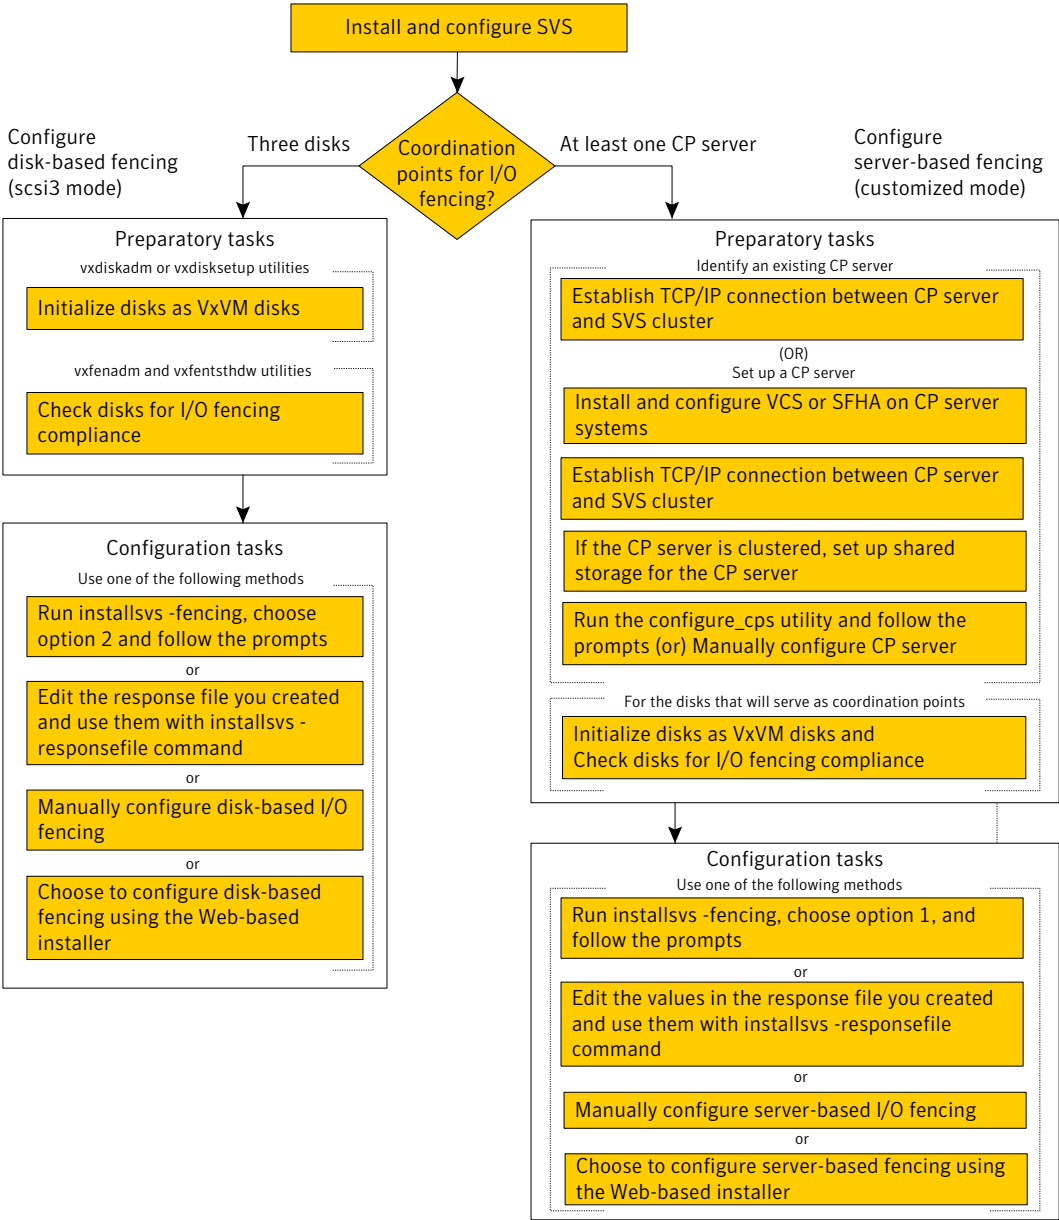 Install and configure SVS
Coordination
points for I/O
fencing?
Three disks
At least one CP server
Configure
disk-based fencing
(scsi3 mode)
Configure
server-based fencing
(customized mode)
Preparatory tasks
vxdiskadm or vxdisksetup utilities
Initialize disks as VxVM disks
vxfenadm and vxfentsthdw utilities
Check disks for I/O fencing
compliance
Configuration tasks
Use one of the following methods
Run installsvs -fencing, choose
option 2 and follow the prompts
or
Edit the response file you created
and use them with installsvs -
responsefile command
or
Manually configure disk-based I/O
fencing
or
Choose to configure disk-based
fencing using the Web-based
installer
Preparatory tasks
Identify an existing CP server
Establish TCP/IP connection between CP server
and SVS cluster
(OR)
Set up a CP server
Install and configure VCS or SFHA on CP server
systems
Establish TCP/IP connection between CP server
and SVS cluster
If the CP server is clustered, set up shared
storage for the CP server
Run the configure_cps utility and follow the
prompts (or) Manually configure CP server
For the disks that will serve as coordination points
Initialize disks as VxVM disks and
Check disks for I/O fencing compliance
Configuration tasks
Use one of the following methods
Run installsvs -fencing, choose option 1, and
follow the prompts
or
Edit the values in the response file you created
and use them with installsvs -responsefile
command
or
Manually configure server-based I/O fencing
or
Choose to configure server-based fencing using
the Web-based installer